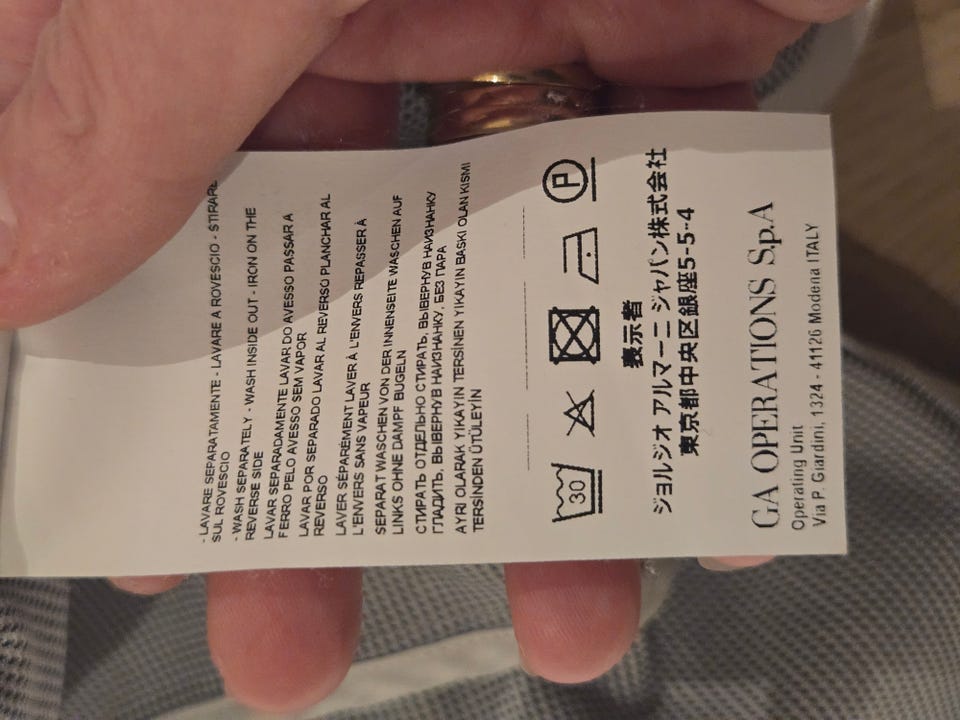 - LAVARE SEPARATAMENTE - LAVARE A ROVESCIO - STIRARE
SUL ROVESCIO
- WASH SEPARATELY - WASH INSIDE OUT - IRON ON THE
REVERSE SIDE
LAVAR SEPARADAMENTE LAVAR DO AVESSO PASSAR A
FERRO PELO AVESSO SEM VAPOR
LAVAR POR SEPARADO LAVAR AL REVERSO PLANCHAR AL
REVERSO
LAVER SÉPARÉMENT LAVER À L'ENVERS REPASSER À
L'ENVERS SANS VAPEUR
SEPARAT WASCHEN VON DER INNENSEITE WASCHEN AUF
LINKS OHNE DAMPF BUGELN
СТИРАТЬ ОТДЕЛЬНО СТИРАТЬ, ВЫВЕРНУВ НАИЗНАНКУ
ГЛАДИТЬ, ВЫВЕРНУВ НАИЗНАНКУ, БЕЗ ПАРА
AYRI OLARAK YIKAYIN TERSİNEN YIKAYIN BASKI OLAN KISMI
TERSİNDEN ÜTÜLEYİN
30 P
表示者
ジョルジオ アルマーニ ジャパン株式会社
東京都中央区銀座5-5-4
GA OPERATIONS S.p.A
Operating Unit
Via P. Giardini, 1324 - 41126 Modena ITALY